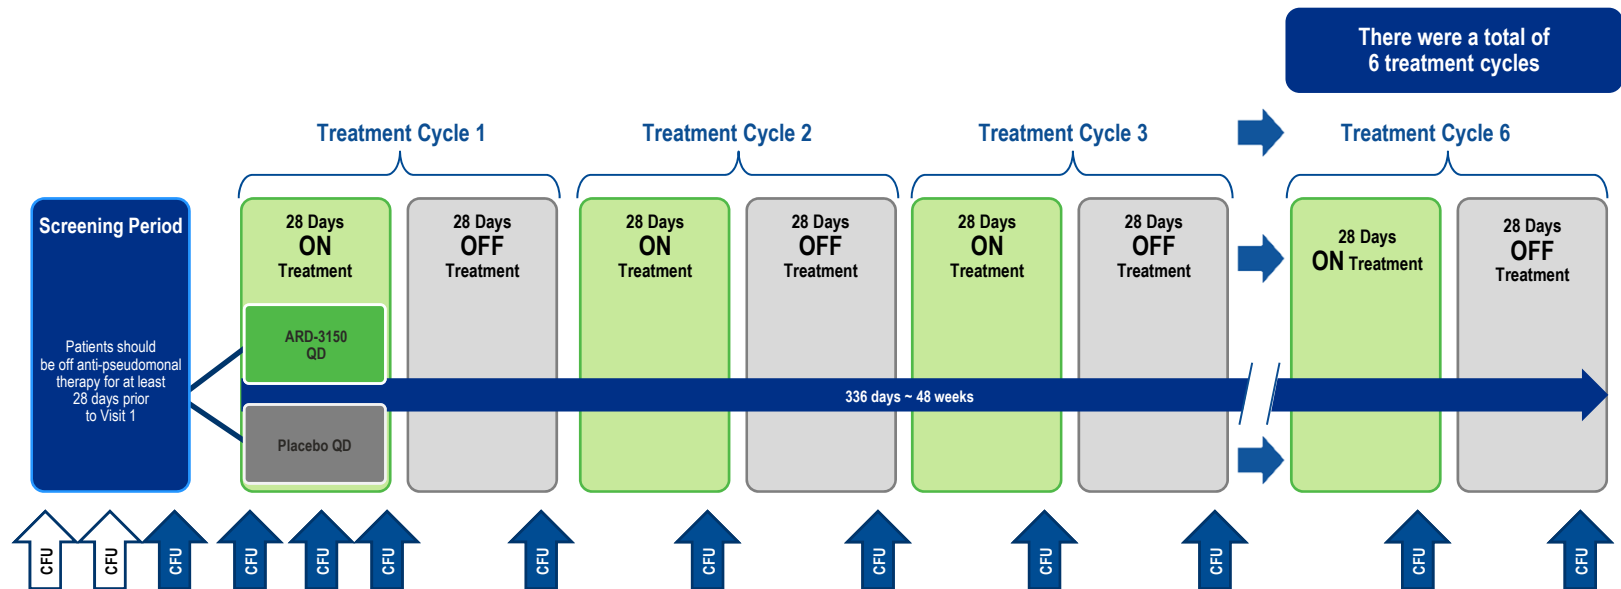 There were a total of
6 treatment cycles
Treatment Cycle 1
Treatment Cycle 2
Treatment Cycle 3
Treatment Cycle 6
Screening Period
Patients should
be off anti-pseudomonal
therapy for at least
28 days prior
to Visit 1
28 Days
ON
Treatment
28 Days
OFF
Treatment
28 Days
ON
Treatment
28 Days
OFF
Treatment
28 Days
ON
Treatment
28 Days
OFF
Treatment
28 Days
ON Treatment
28 Days
OFF
Treatment
ARD-3150
QD
336 days ~ 48 weeks
Placebo QD
CFU
CFU
CFU
CFU
CFU
CFU
CFU
CFU
CFU
CFU
CFU
CFU
CFU